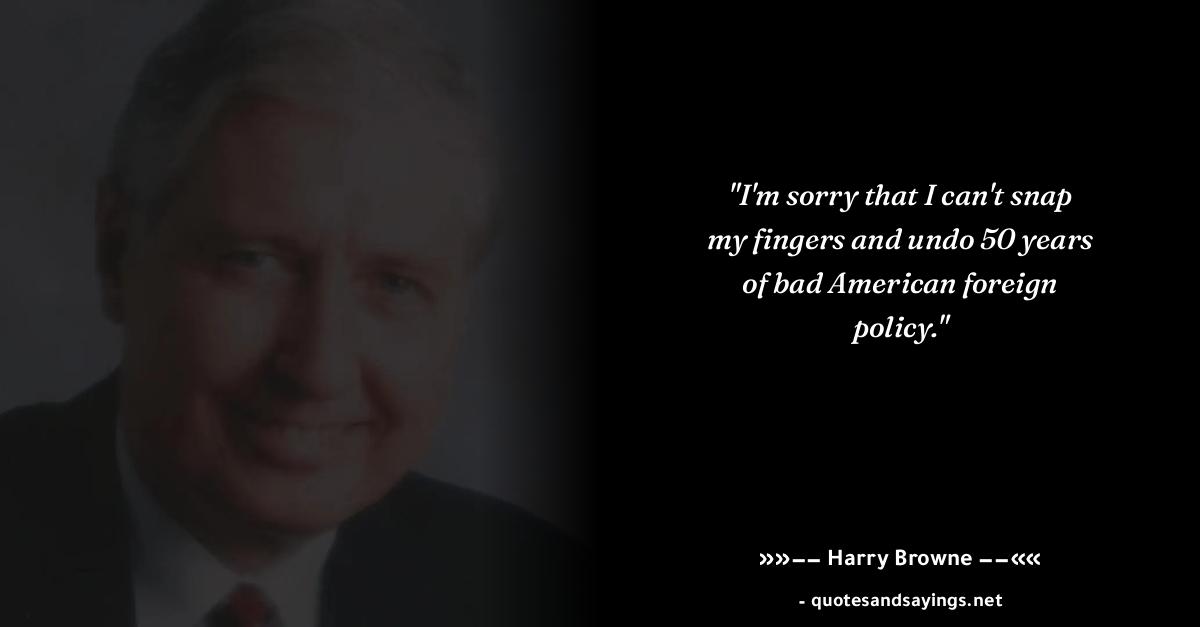 "I'm sorry that I can't snap
my fingers and undo 50 years
of bad American foreign
policy."
»»-- Harry Browne --««
- quotesandsayings.net